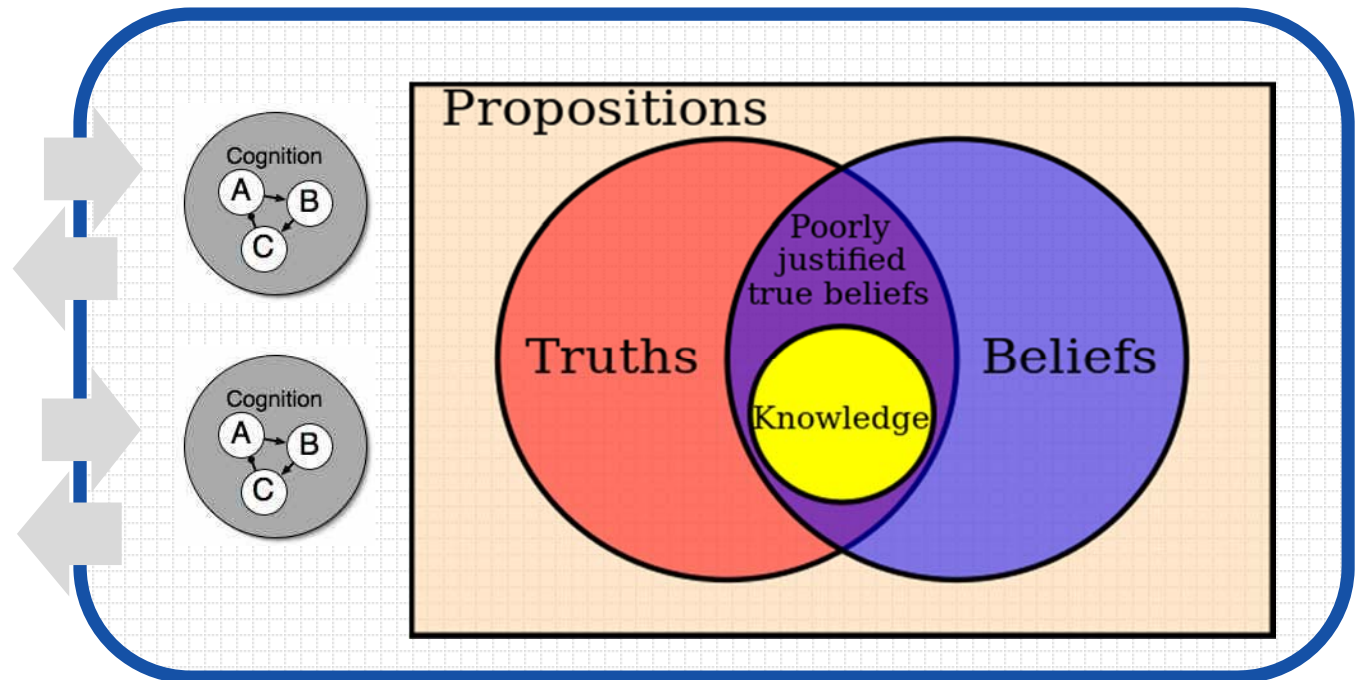 Cognition
A
B
C
Cognition
A
B
C
Propositions
Poorly
justified
true beliefs
Truths
Beliefs
Knowledge